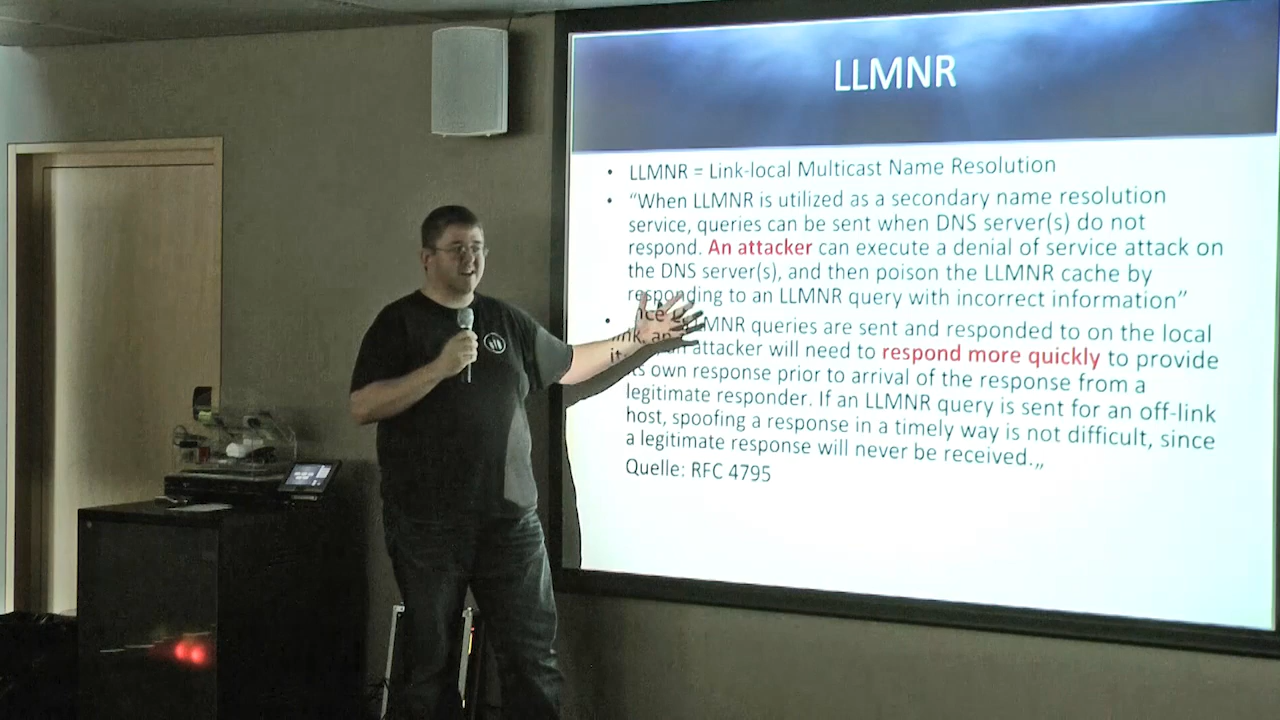 LLMNR
• LLMNR = Link-local Multicast Name Resolution
• “When LLMNR is utilized as a secondary name resolution
service, queries can be sent when DNS server(s) do not
respond. An attacker can execute a denial of service attack on
the DNS server(s), and then poison the LLMNR cache by
responding to an LLMNR query with incorrect information”
• LLMNR queries are sent and responded to on the local
link, an attacker will need to respond more quickly to provide
its own response prior to arrival of the response from a
legitimate responder. If an LLMNR query is sent for an off-link
host, spoofing a response in a timely way is not difficult, since
a legitimate response will never be received.„
Quelle: RFC 4795